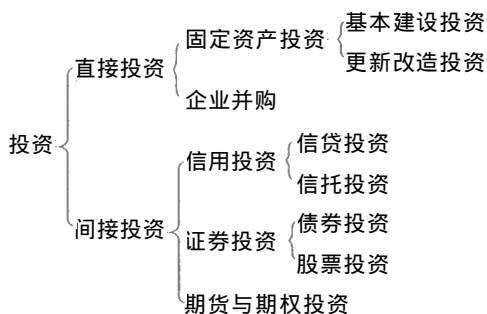 投资
直接投资
固定资产投资
基本建设投资
更新改造投资
企业并购
间接投资
信用投资
信贷投资
信托投资
证券投资
债券投资
股票投资
期货与期权投资